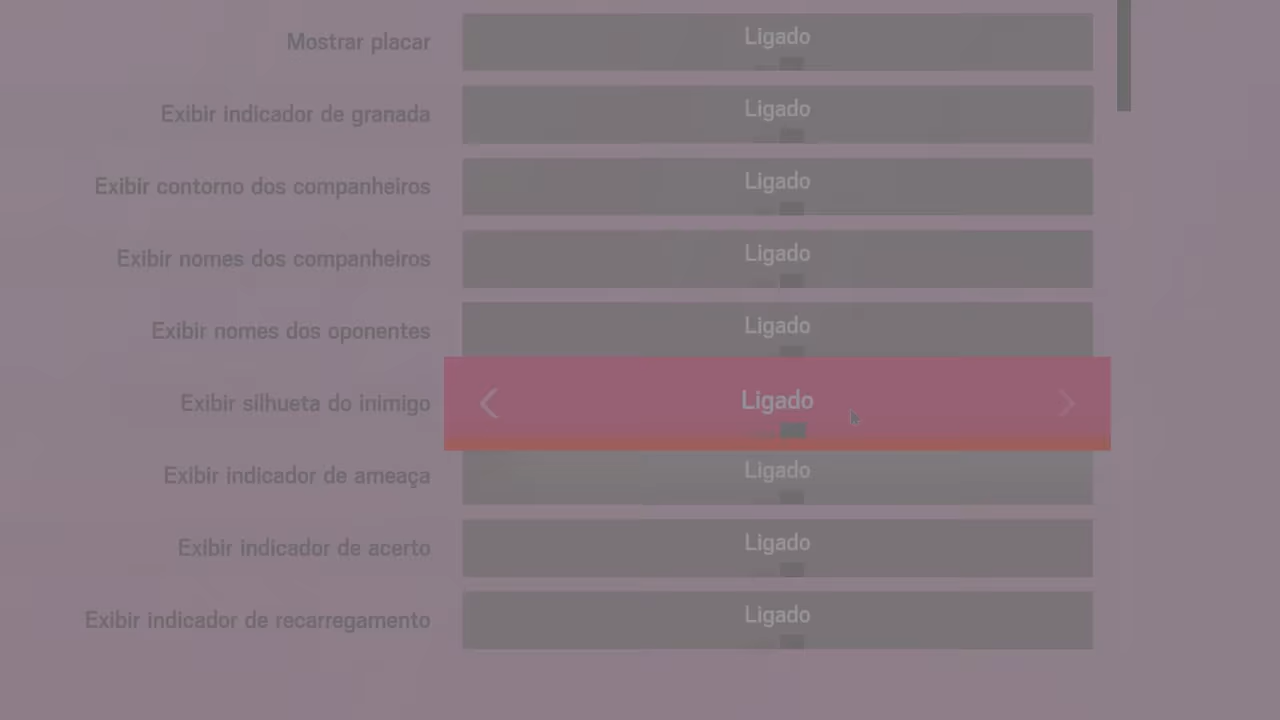 Mostrar placar Ligado
Exibir indicador de granada Ligado
Exibir contorno dos companheiros Ligado
Exibir nomes dos companheiros Ligado
Exibir nomes dos oponentes Ligado
Exibir silhueta do inimigo Ligado
Exibir indicador de ameaça Ligado
Exibir indicador de acerto Ligado
Exibir indicador de recarregamento Ligado